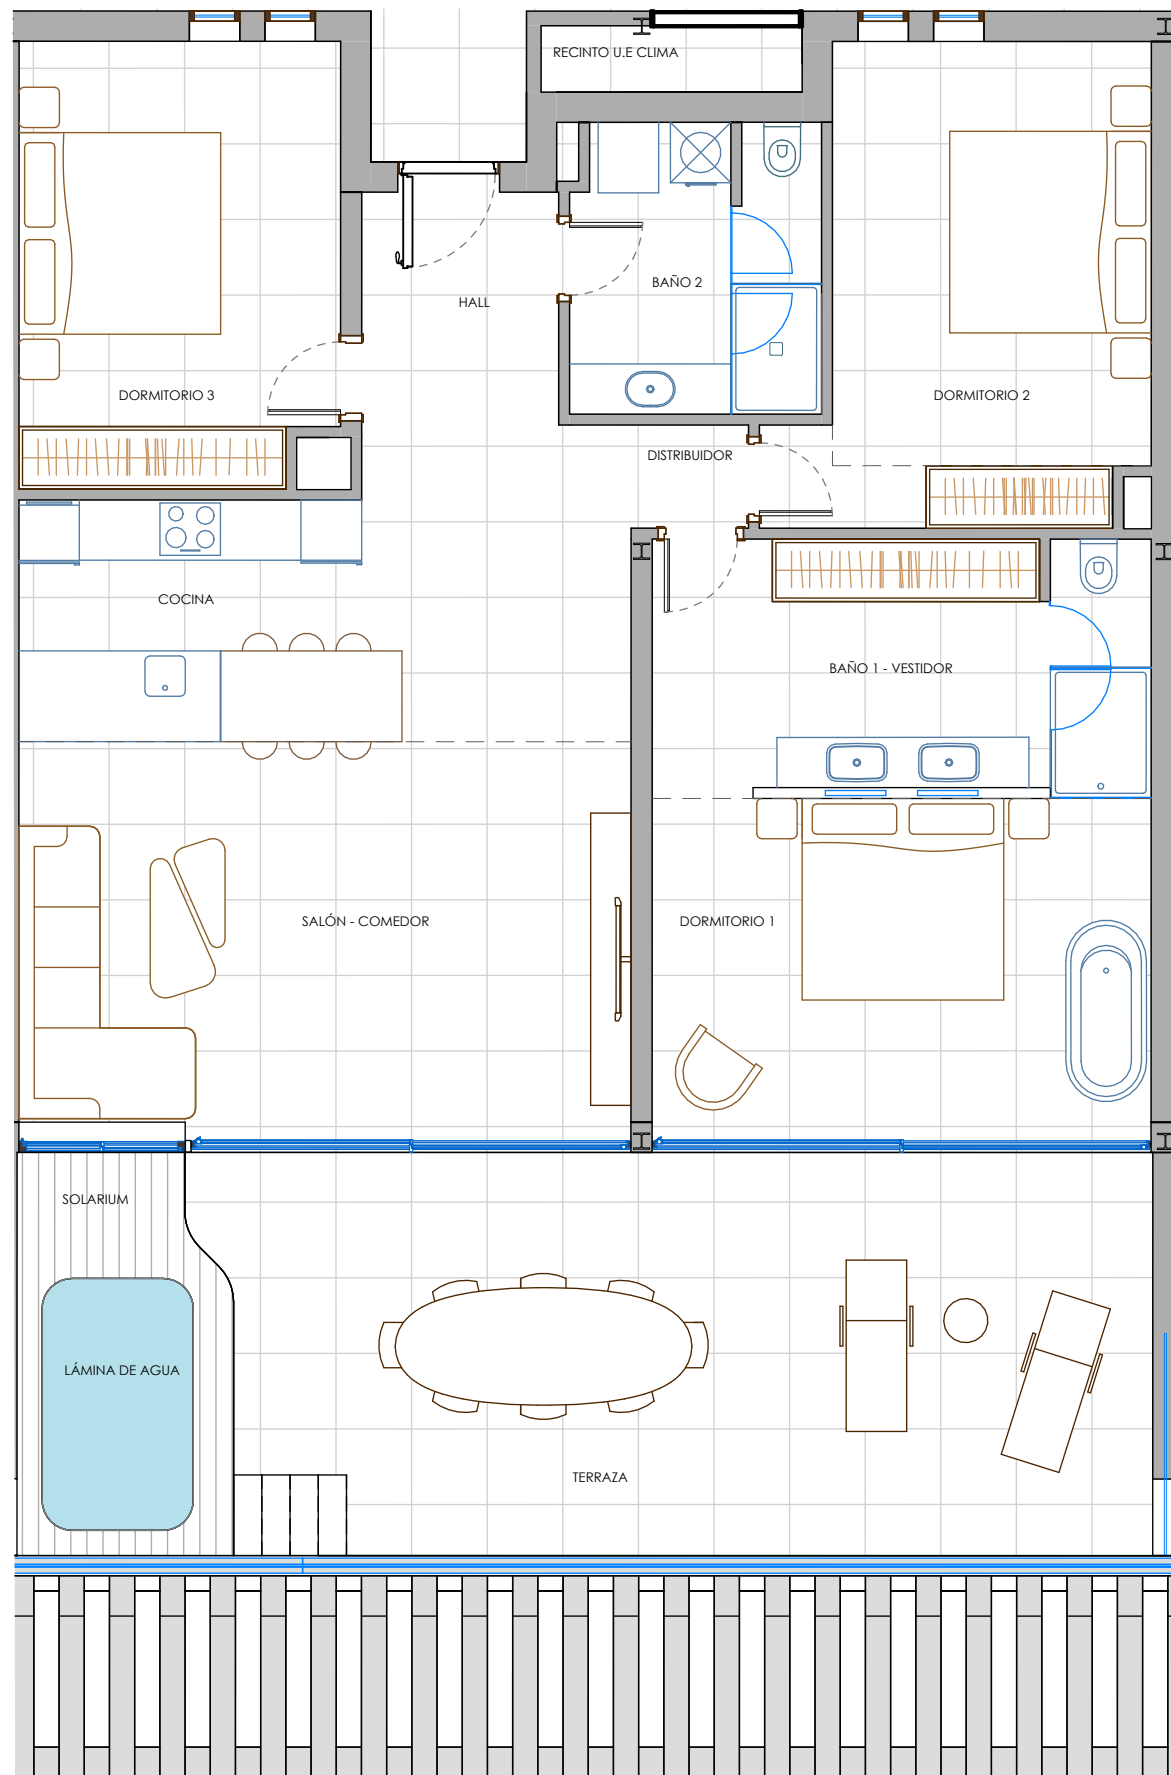 RECINTO U.E CLIMA
BAÑO 2
HALL
DORMITORIO 3
DORMITORIO 2
DISTRIBUIDOR
COCINA
BAÑO 1 - VESTIDOR
SALÓN - COMEDOR
DORMITORIO 1
SOLARIUM
LÁMINA DE AGUA
TERRAZA